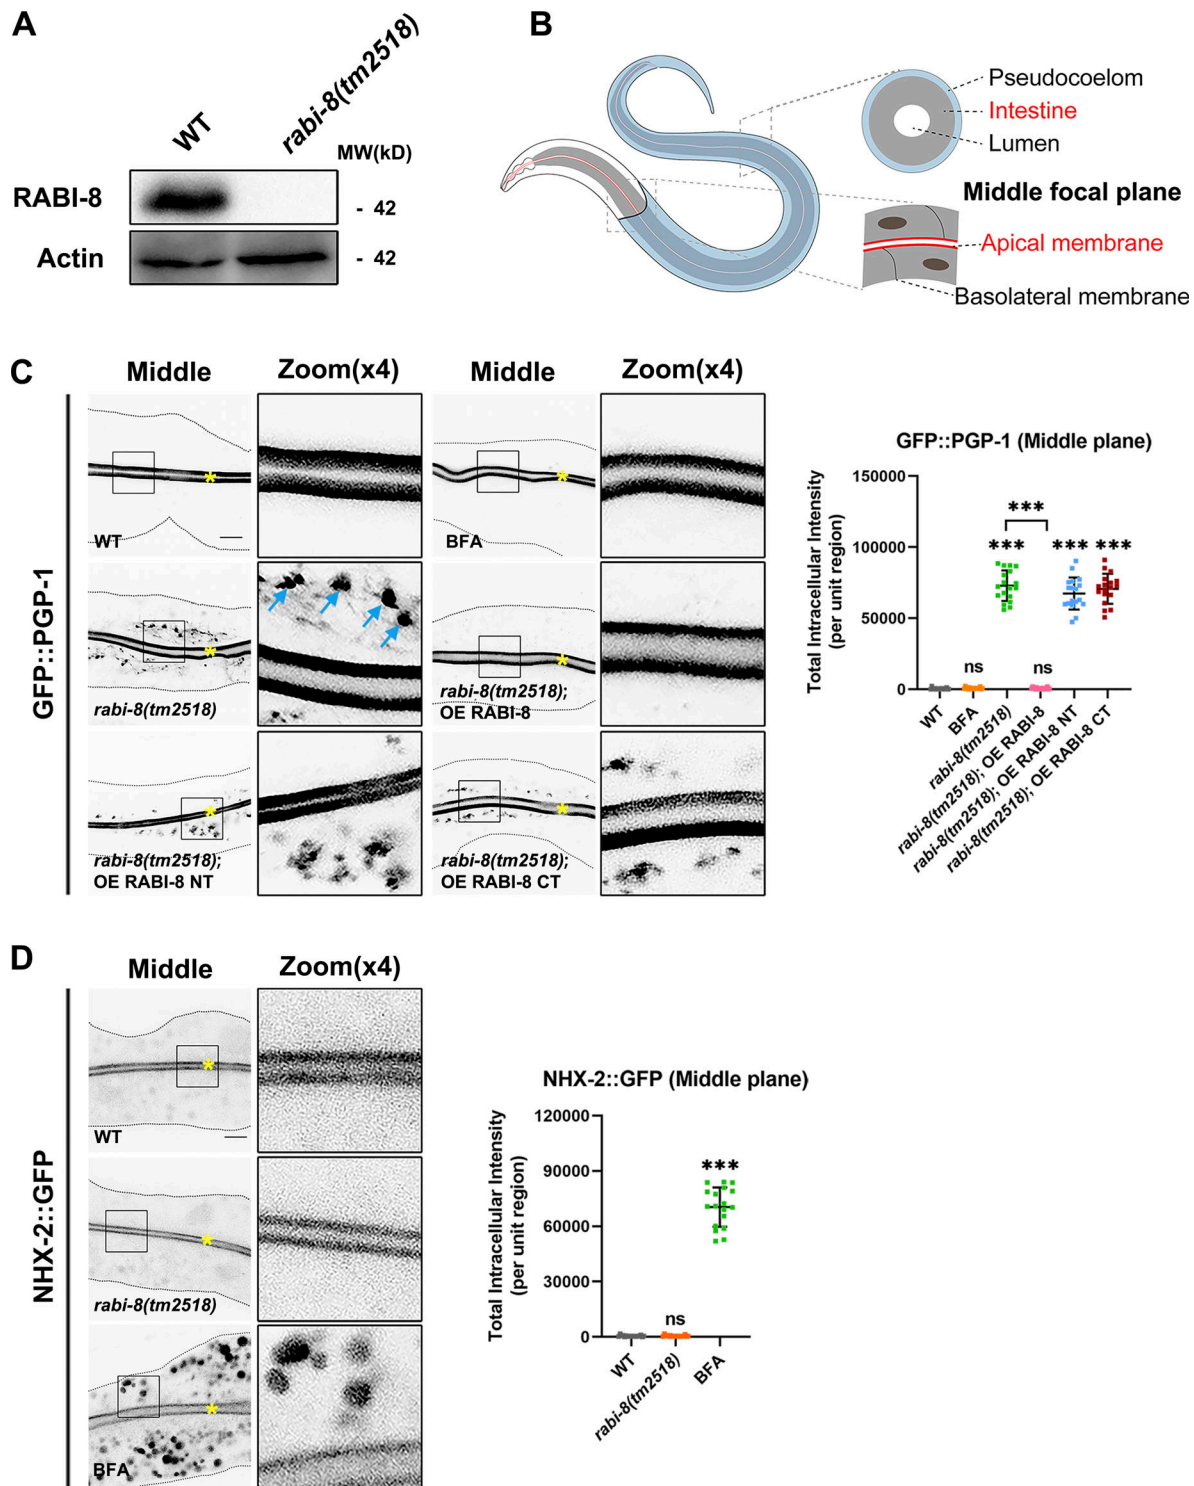 A
WT
rabi-8(tm2518)
MW(kD)
RABI-8
- 42
Actin
- 42
B
Pseudocoelom
Intestine
Lumen
Middle focal plane
Apical membrane
Basolateral membrane
C
Middle
Zoom(x4)
Middle
Zoom(x4)
GFP::PGP-1
WT
BFA
rabi-8(tm2518)
rabi-8(tm2518);
OE RABI-8
rabi-8(tm2518);
OE RABI-8 NT
rabi-8(tm2518);
OE RABI-8 CT
GFP::PGP-1 (Middle plane)
Total Intracellular Intensity
(per unit region)
150000
100000
50000
0
***
***
***
***
ns
ns
WT
BFA
rabi-8(tm2518)
rabi-8(tm2518); OE RABI-8
rabi-8(tm2518); OE RABI-8 NT
rabi-8(tm2518); OE RABI-8 CT
D
Middle
Zoom(x4)
NHX-2::GFP
WT
rabi-8(tm2518)
BFA
NHX-2::GFP (Middle plane)
Total Intracellular Intensity
(per unit region)
120000
90000
60000
30000
0
***
ns
WT
rabi-8(tm2518)
BFA